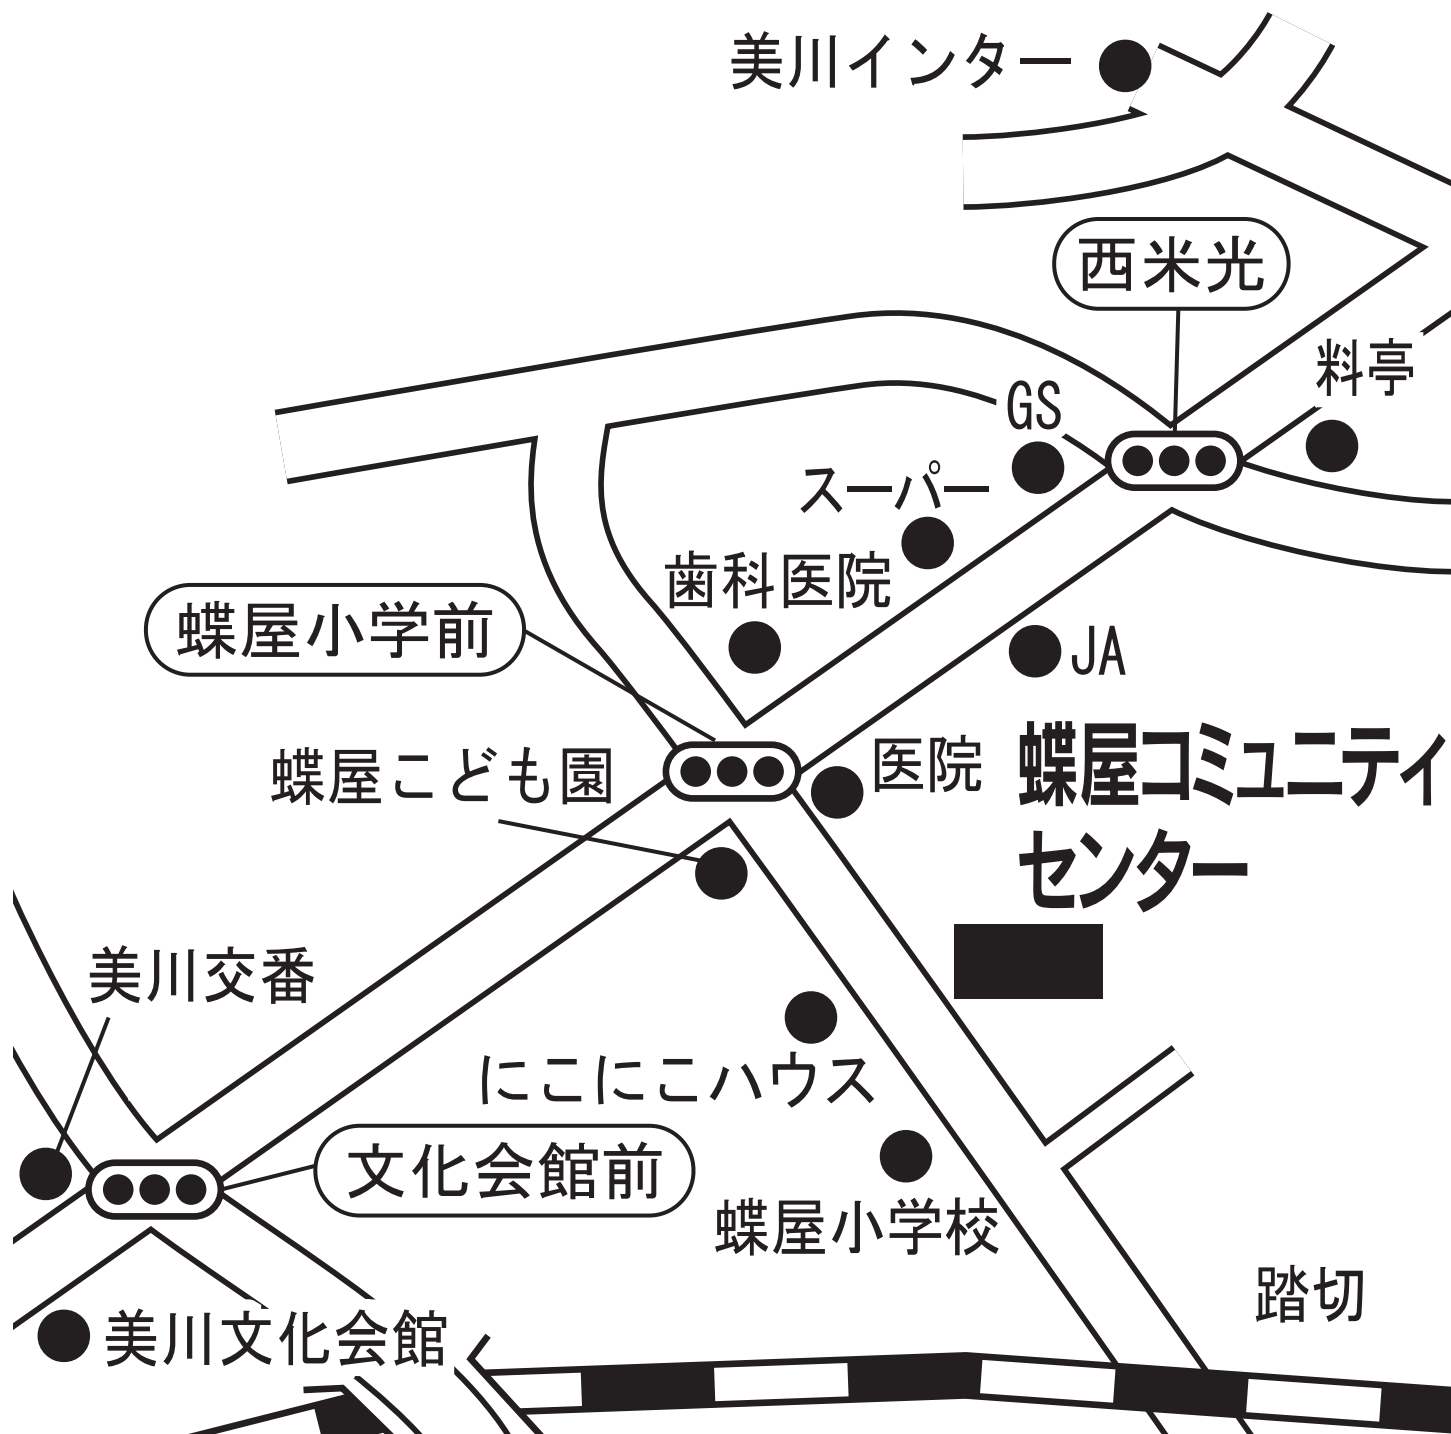 美川インター
西米光
料亭
GS
スーパー
歯科医院
蝶屋小学前
JA
蝶屋こども園
医院
蝶屋コミュニティ
センター
美川交番
にこにこハウス
文化会館前
蝶屋小学校
踏切
美川文化会館